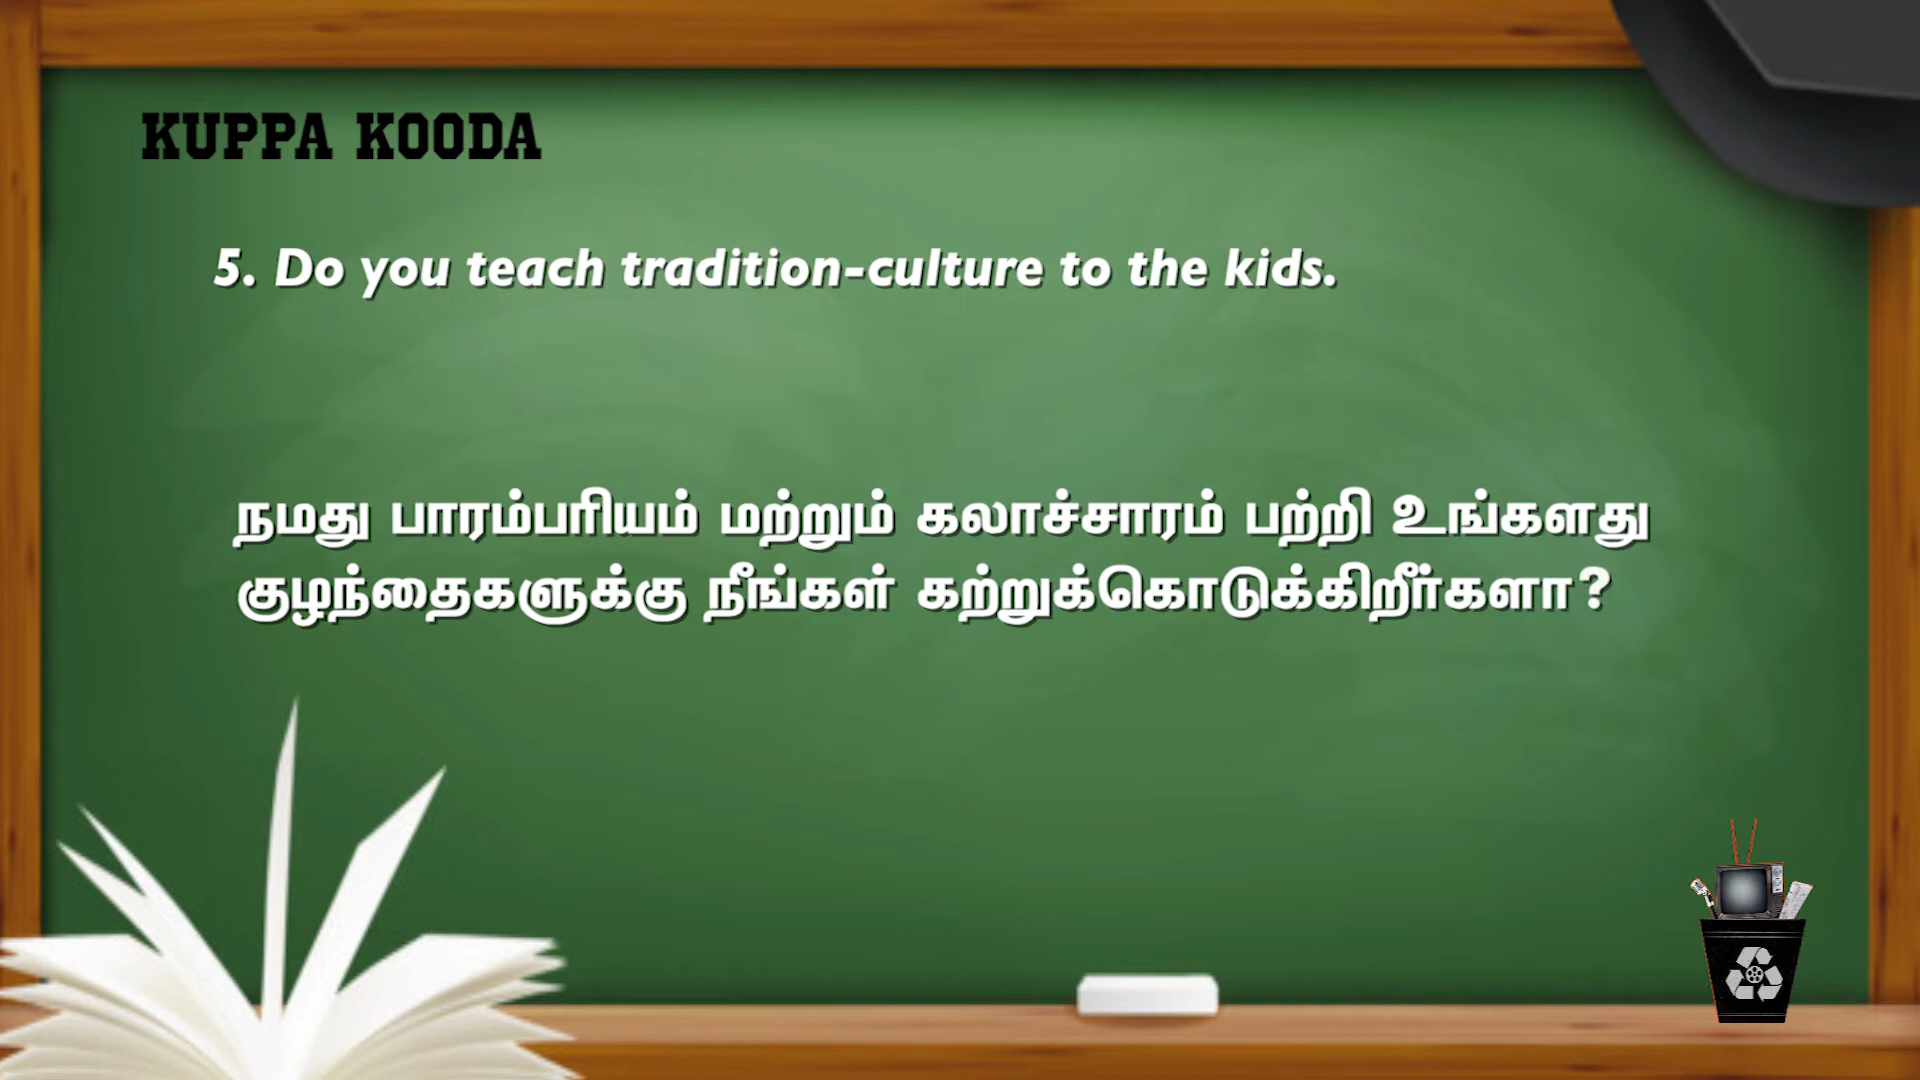 KUPPA KOODA
5. Do you teach tradition-culture to the kids.
நமது பாரம்பரியம் மற்றும் கலாச்சாரம் பற்றி உங்களது
குழந்தைகளுக்கு நீங்கள் கற்றுக்கொடுக்கிறீர்களா?